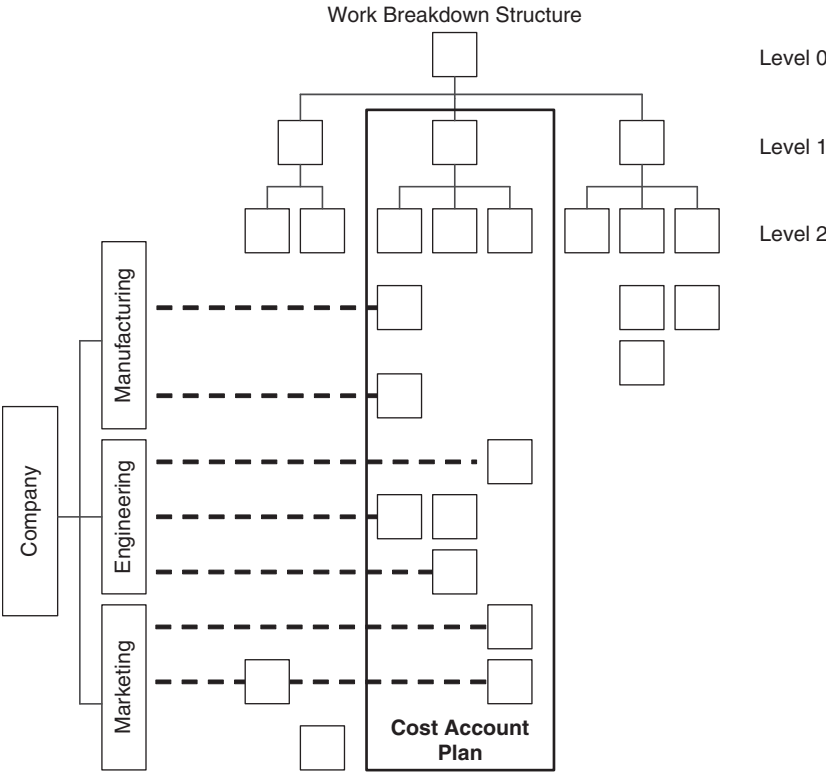 Work Breakdown Structure
Level 0
Level 1
Level 2
Manufacturing
Company
Engineering
Marketing
Cost Account
Plan